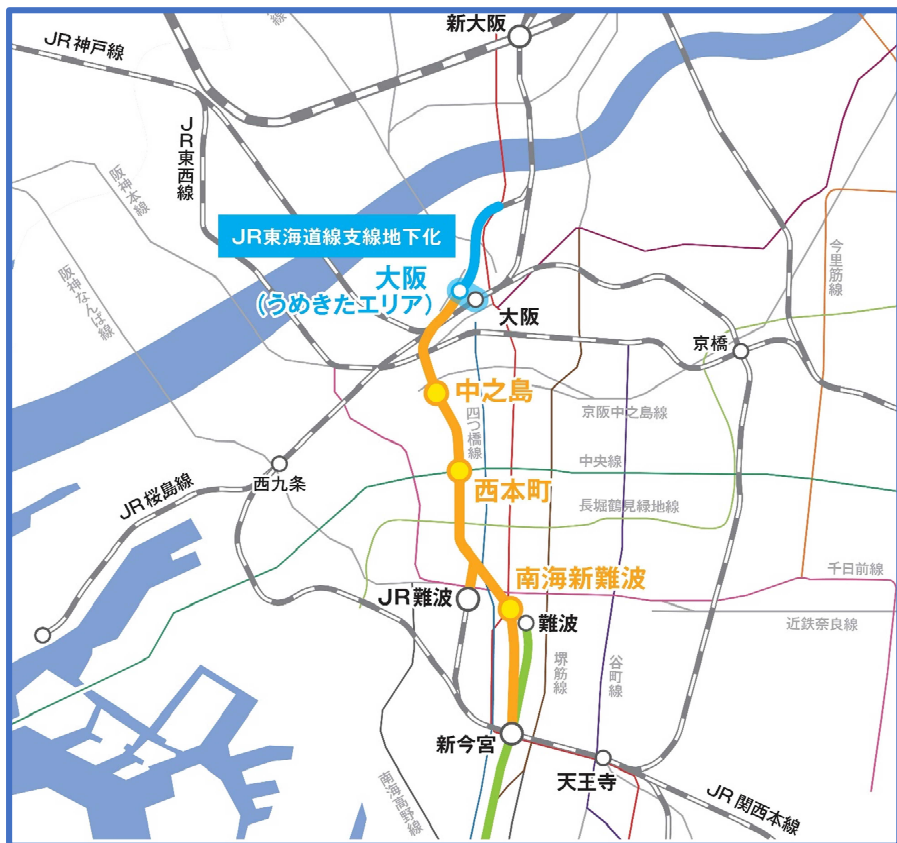 新大阪
JR神戸線
JR東西線
阪神本線
JR東海道線支線地下化
今里筋線
阪神なんば線
大阪
(うめきたエリア)
大阪
京橋
中之島
四つ橋線
京阪中之島線
中央線
西九条
西本町
JR桜島線
長堀鶴見緑地線
南海新難波
千日前線
JR難波
難波
近鉄奈良線
堺筋線
谷町線
新今宮
天王寺
南海高野線
JR関西本線